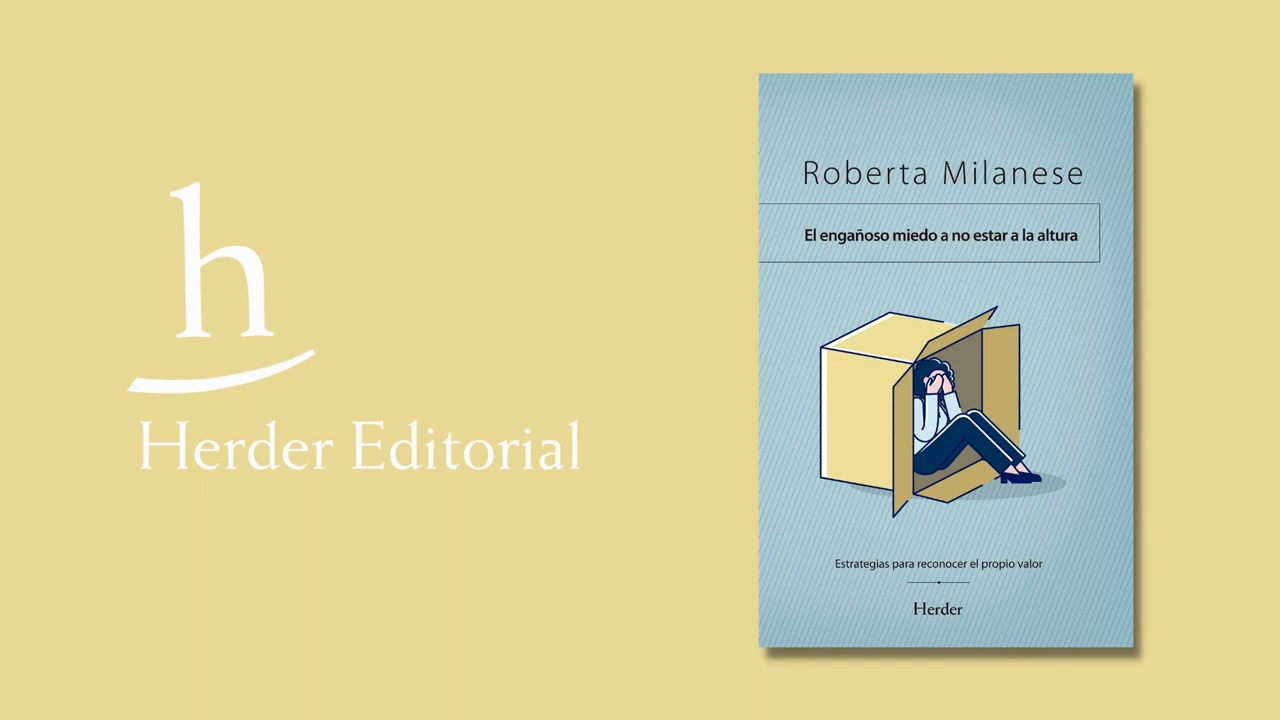 h
Herder Editorial
Roberta Milanese
El engañoso miedo a no estar a la altura
Estrategias para reconocer el propio valor
Herder